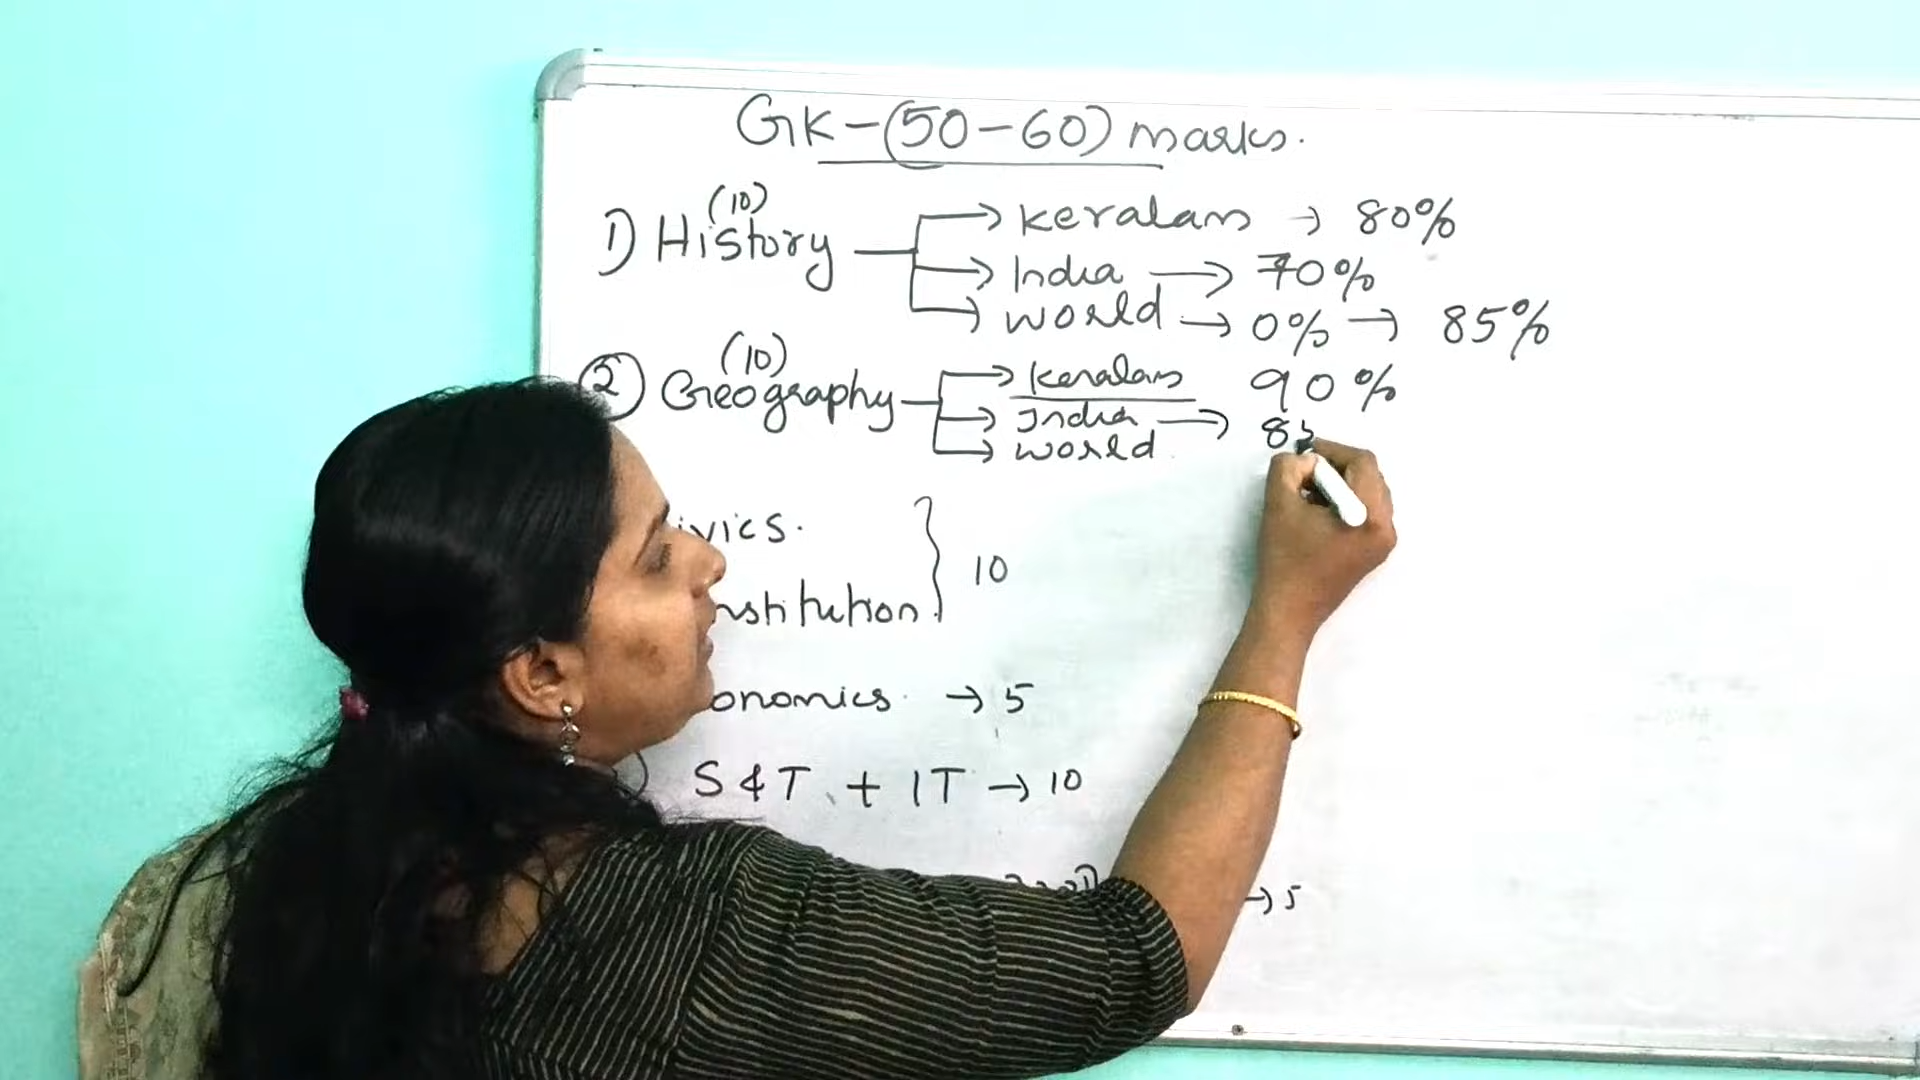 GK - (50-60) marks.
(10)
1) History → Keralam → 80%
→ India → 70%
→ world → 0% → 85%
(10)
2 Geography → Keralam 90%
→ India → 8
→ world
ivics.
nstitution. } 10
onomics. → 5
S & T + IT → 10
→ 5